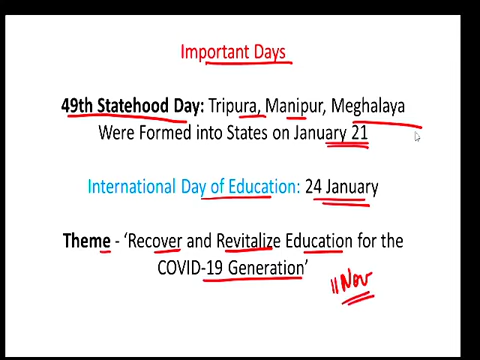 Important Days
49th Statehood Day: Tripura, Manipur, Meghalaya
Were Formed into States on January 21
International Day of Education: 24 January
Theme - ‘Recover and Revitalize Education for the
COVID-19 Generation’
11 Nov